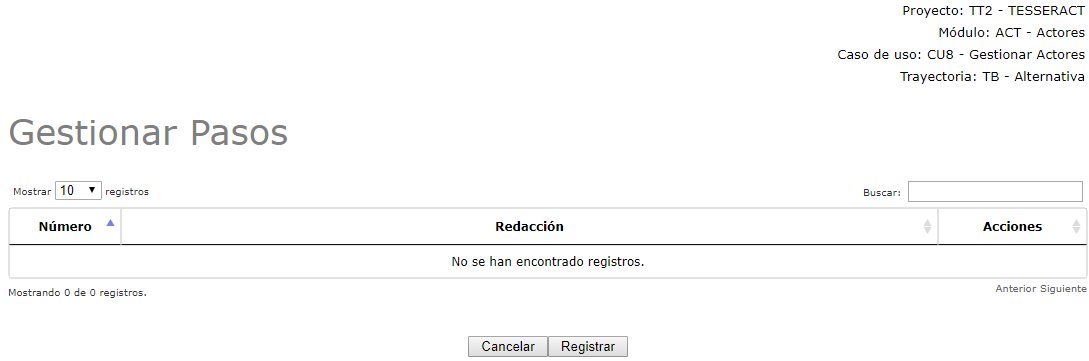 Proyecto: TT2 - TESSERACT
Módulo: ACT - Actores
Caso de uso: CU8 - Gestionar Actores
Trayectoria: TB - Alternativa
Gestionar Pasos
Mostrar 10 registros Buscar:
Número Redacción Acciones
No se han encontrado registros.
Mostrando 0 de 0 registros. Anterior Siguiente
Cancelar Registrar